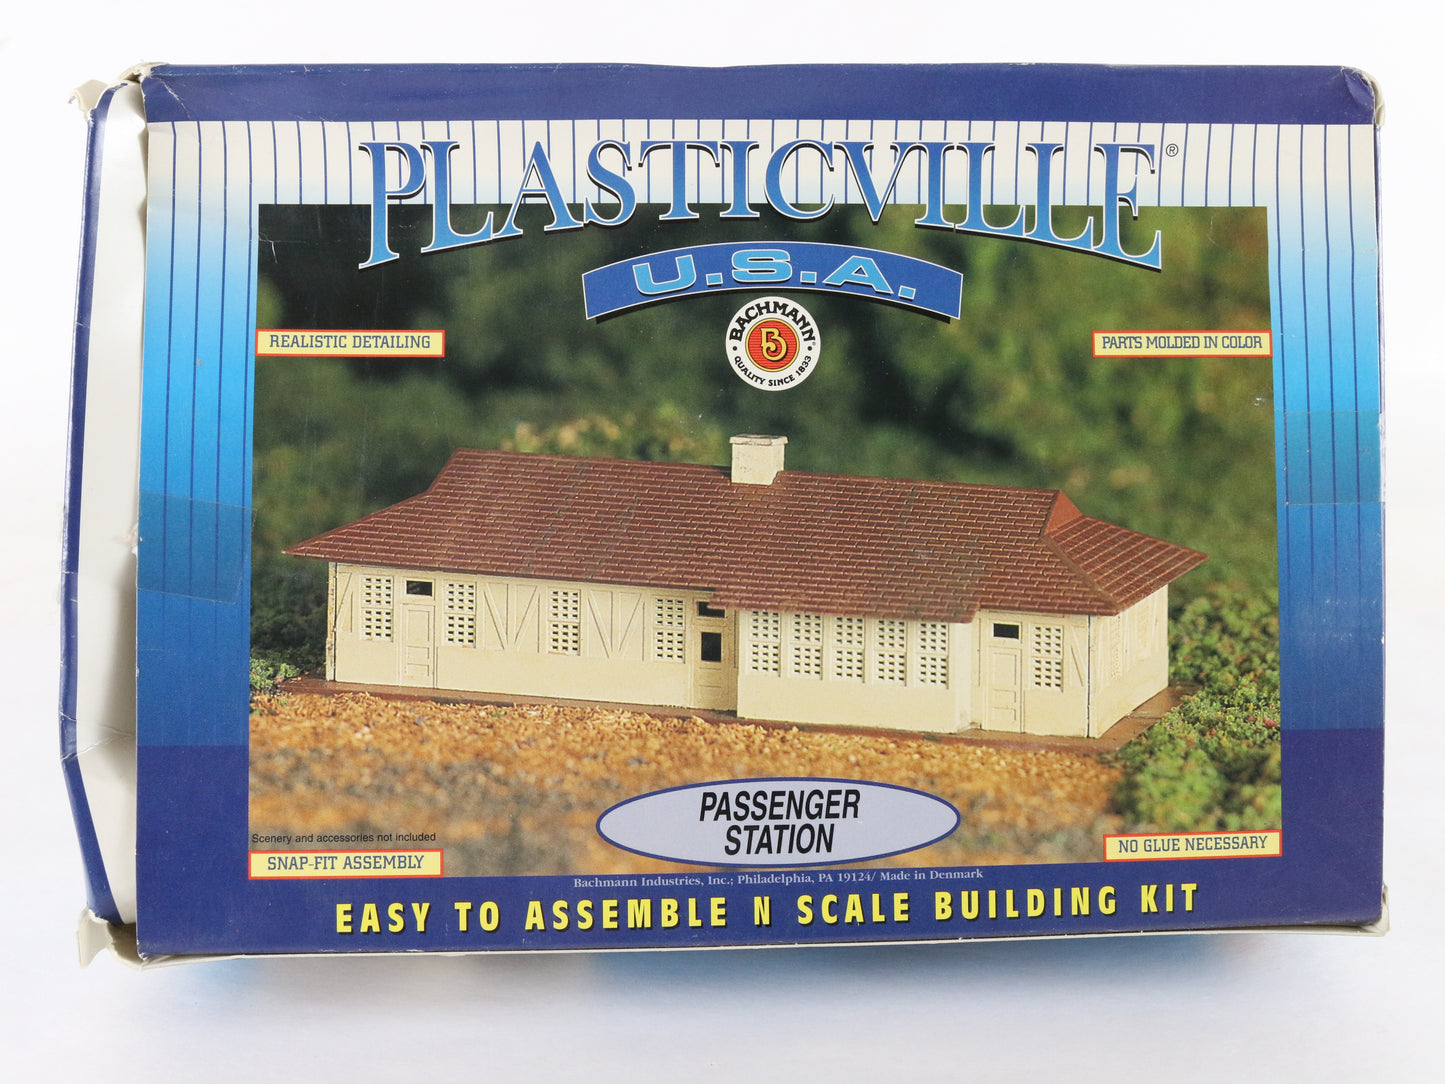 PLASTICVILLE®
U.S.A.
BACHMANN®
B
QUALITY SINCE 1833
REALISTIC DETAILING
PARTS MOLDED IN COLOR
PASSENGER
STATION
Scenery and accessories not included
SNAP-FIT ASSEMBLY
NO GLUE NECESSARY
Bachmann Industries, Inc.; Philadelphia, PA 19124/ Made in Denmark
EASY TO ASSEMBLE N SCALE BUILDING KIT